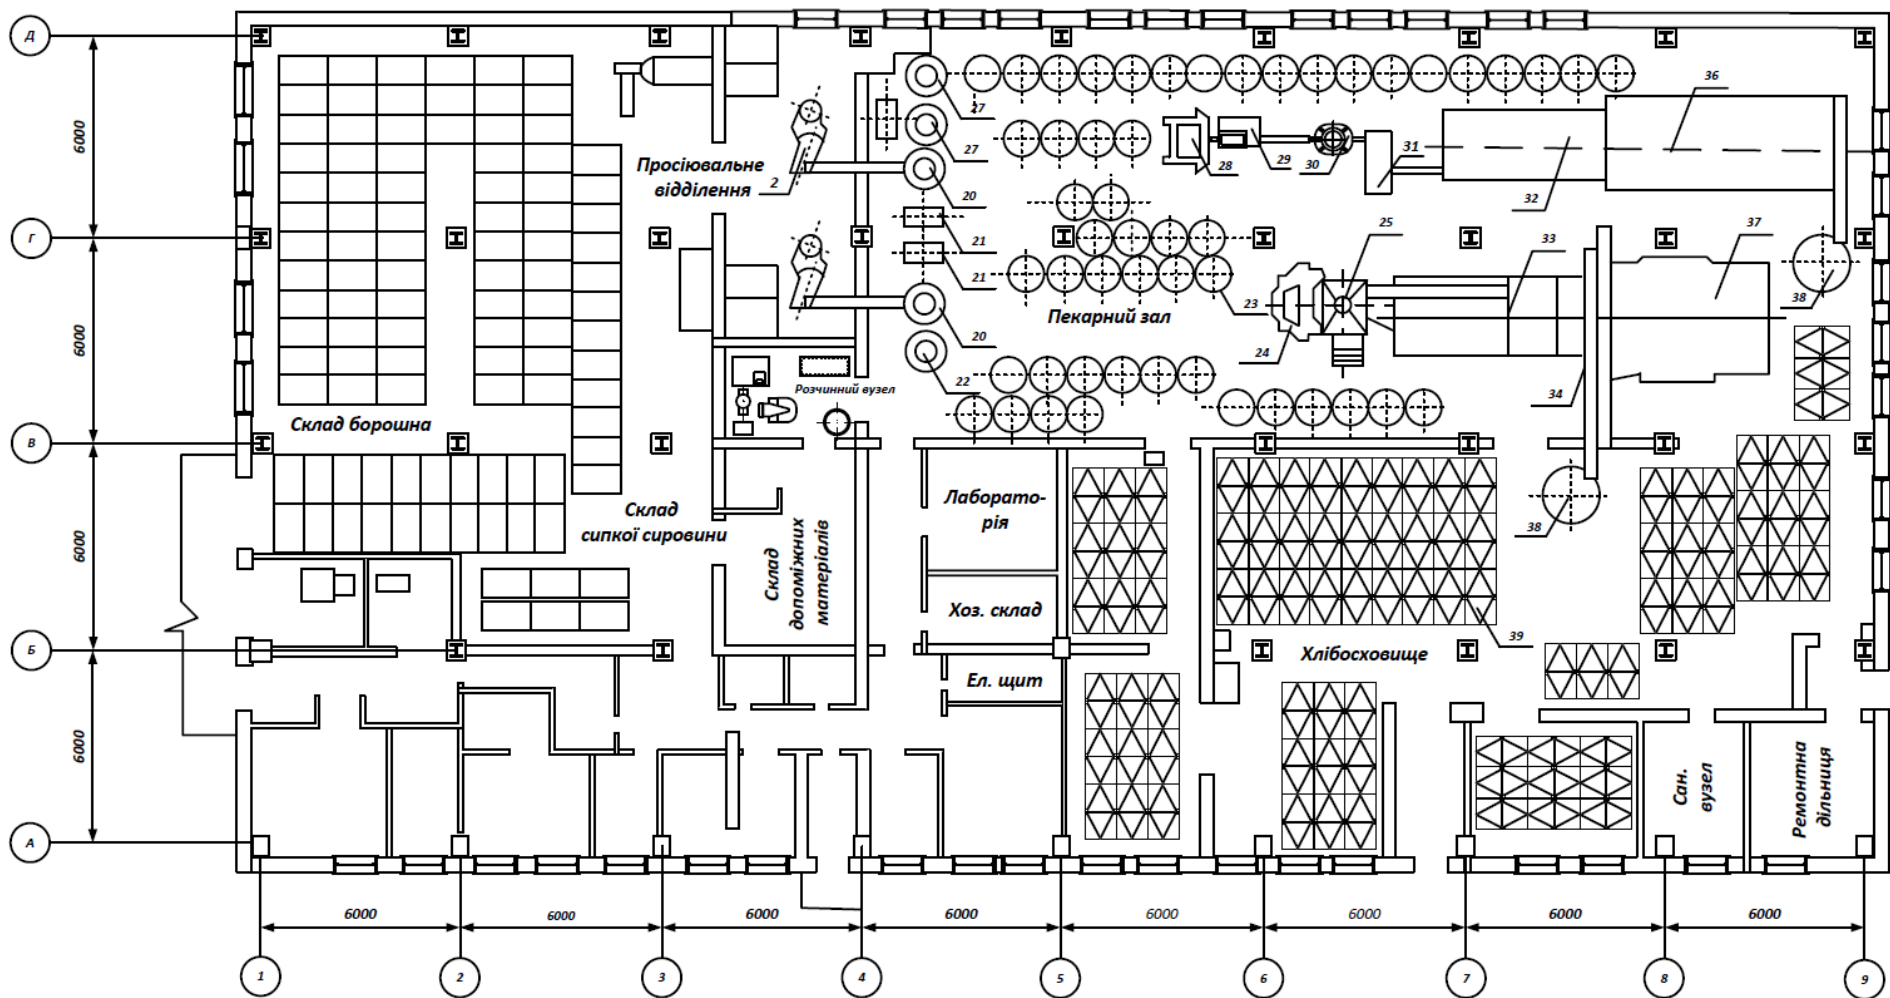 Д
6000
Г
6000
В
6000
Б
6000
А
Просіювальне
відділення
2
27
27
20
21
21
20
22
23
28
29
30
31
32
36
25
33
37
24
34
38
38
39
Пекарний зал
Розчинний вузел
Склад борошна
Склад
сипкої сировини
Склад
допоміжних
матеріалів
Лаборато-
рія
Хоз. склад
Ел. щит
Хлібосховище
Сан.
вузел
Ремонтна
дільниця
6000
6000
6000
6000
6000
6000
6000
6000
1
2
3
4
5
6
7
8
9